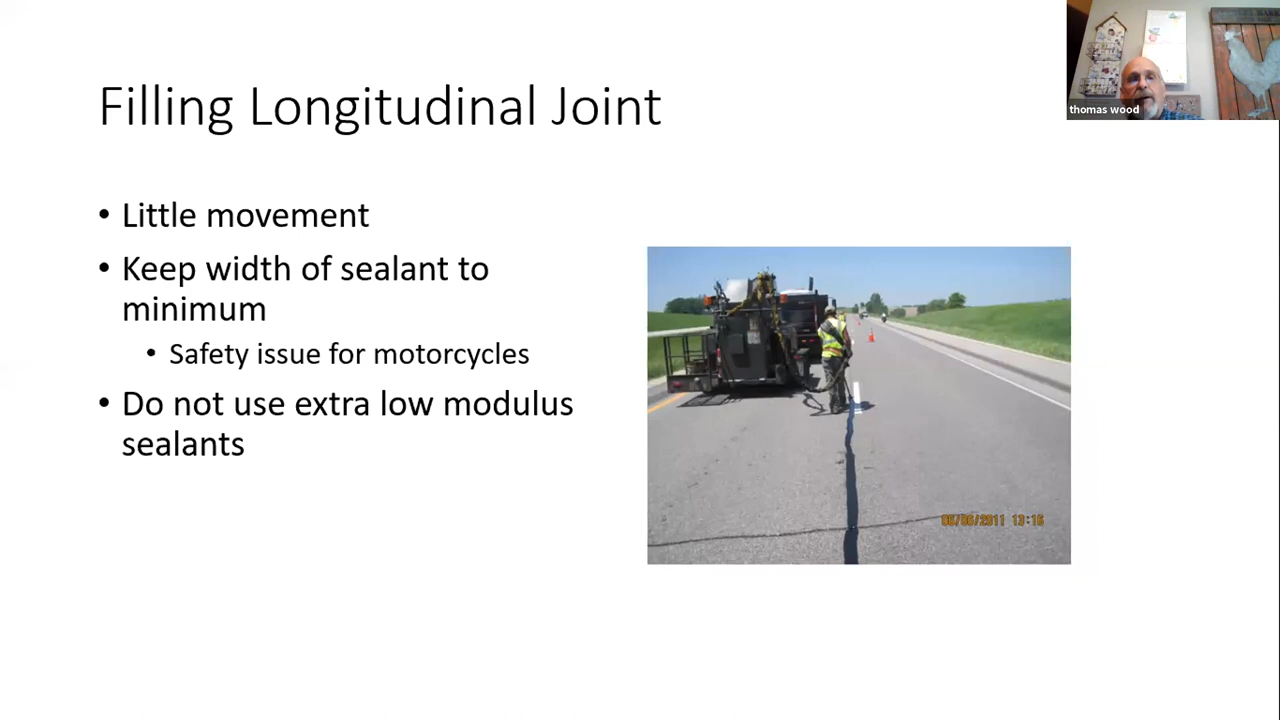 Filling Longitudinal Joint
• Little movement
• Keep width of sealant to
minimum
• Safety issue for motorcycles
• Do not use extra low modulus
sealants
thomas wood